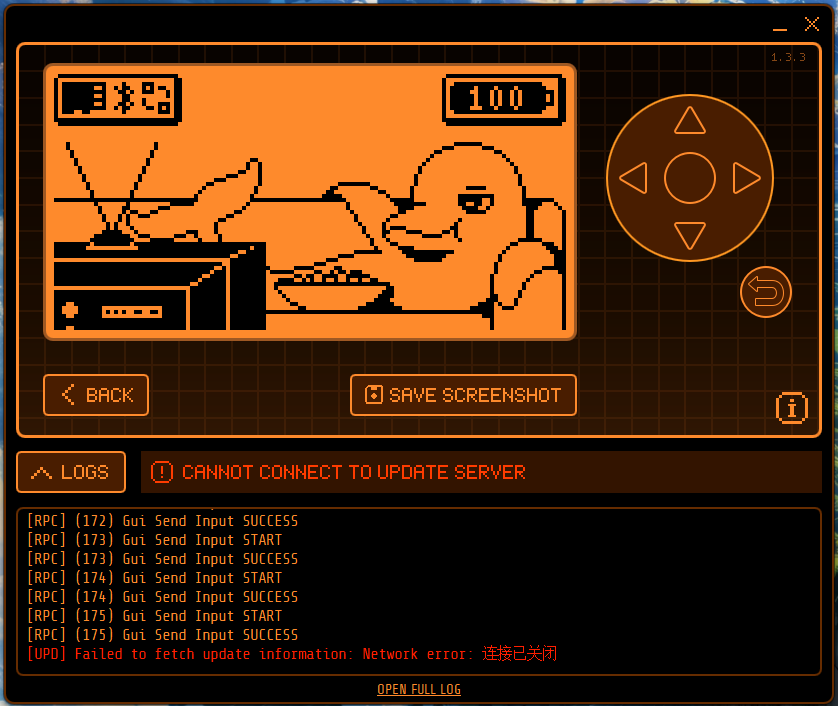 1.3.3
100
BACK
SAVE SCREENSHOT
LOGS
CANNOT CONNECT TO UPDATE SERVER
[RPC] (172) Gui Send Input SUCCESS
[RPC] (173) Gui Send Input START
[RPC] (173) Gui Send Input SUCCESS
[RPC] (174) Gui Send Input START
[RPC] (174) Gui Send Input SUCCESS
[RPC] (175) Gui Send Input START
[RPC] (175) Gui Send Input SUCCESS
[UPD] Failed to fetch update information: Network error: 连接已关闭
OPEN FULL LOG